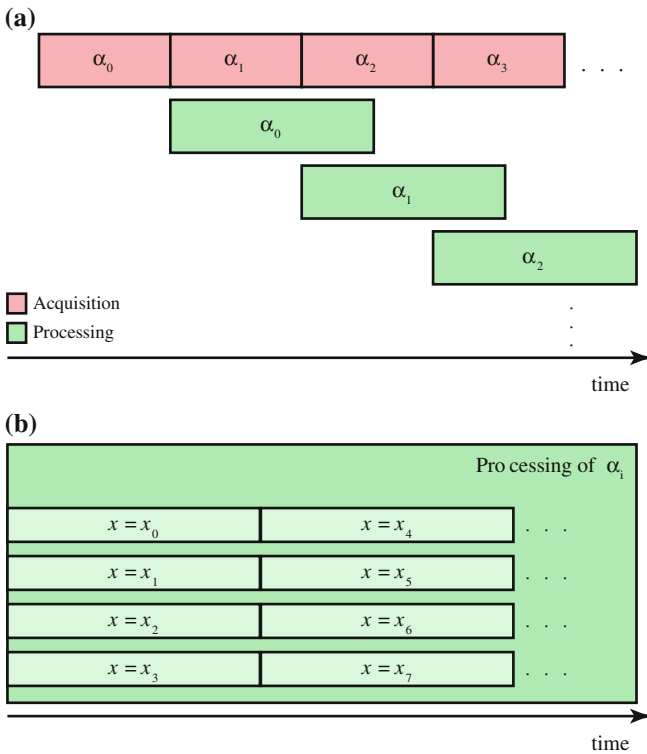 (a)
α₀ α₁ α₂ α₃ . . .
α₀
α₁
α₂
Acquisition
Processing
.
.
.
time
(b)
Pro cessing of αᵢ
x = x₀ x = x₄ . . .
x = x₁ x = x₅ . . .
x = x₂ x = x₆ . . .
x = x₃ x = x₇ . . .
time